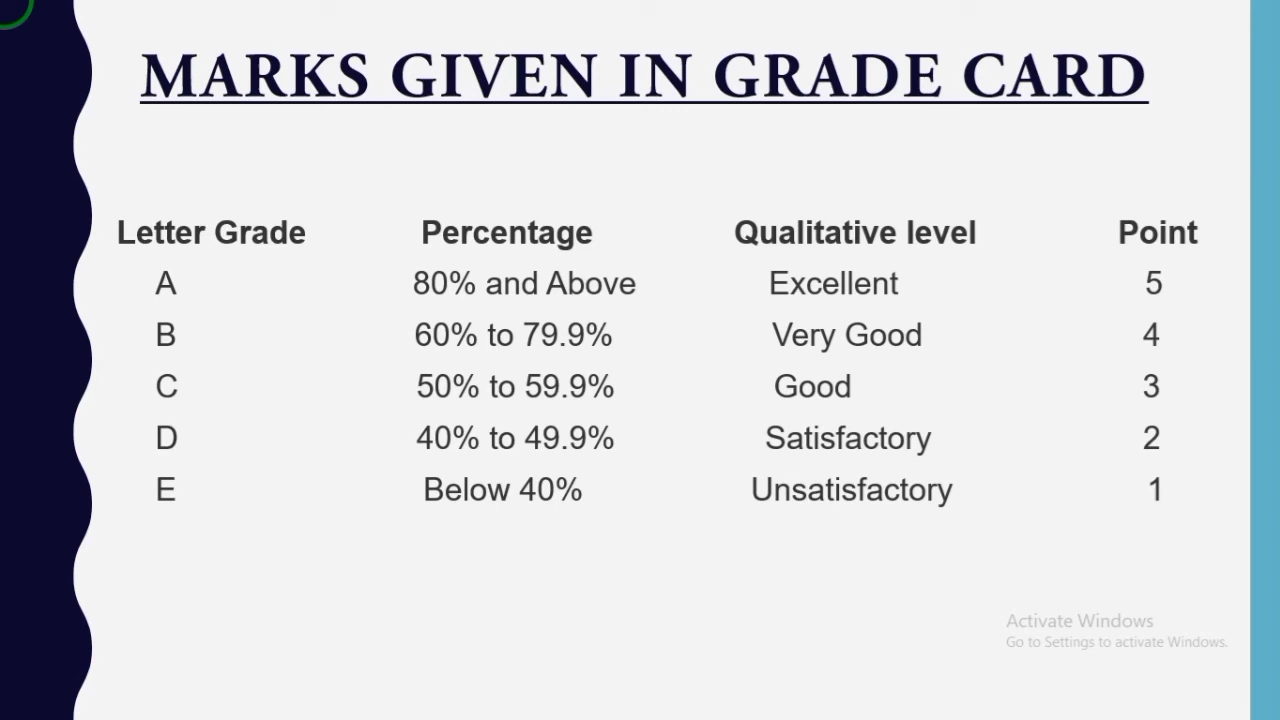 MARKS GIVEN IN GRADE CARD
Letter Grade Percentage Qualitative level Point
A 80% and Above Excellent 5
B 60% to 79.9% Very Good 4
C 50% to 59.9% Good 3
D 40% to 49.9% Satisfactory 2
E Below 40% Unsatisfactory 1
Activate Windows
Go to Settings to activate Windows.